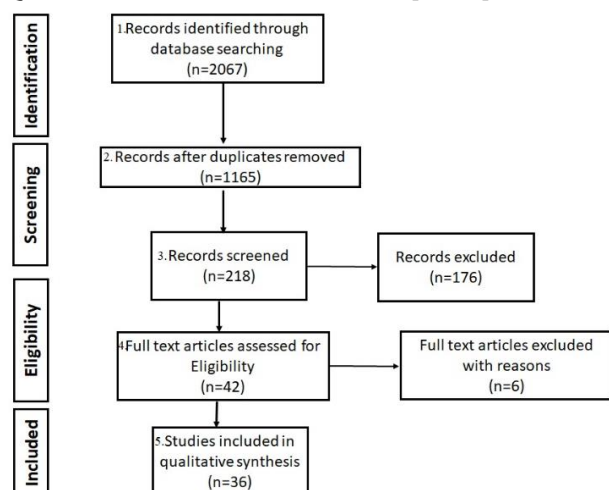 Identification
1.Records identified through
database searching
(n=2067)
Screening
2.Records after duplicates removed
(n=1165)
3.Records screened
(n=218)
Records excluded
(n=176)
Eligibility
4Full text articles assessed for
Eligibility
(n=42)
Full text articles excluded
with reasons
(n=6)
Included
5.Studies included in
qualitative synthesis
(n=36)